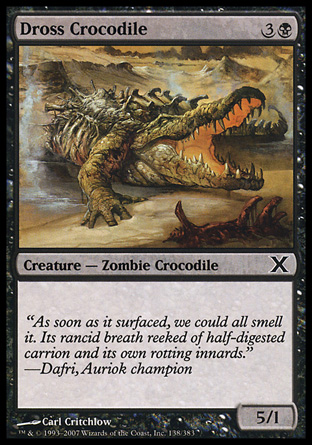 Dross Crocodile 3
Creature — Zombie Crocodile X
“As soon as it surfaced, we could all smell
it. Its rancid breath reeked of half-digested
carrion and its own rotting innards.”
—Dafri, Auriok champion
Carl Critchlow
™ & © 1993–2007 Wizards of the Coast, Inc. 138/383
5/1